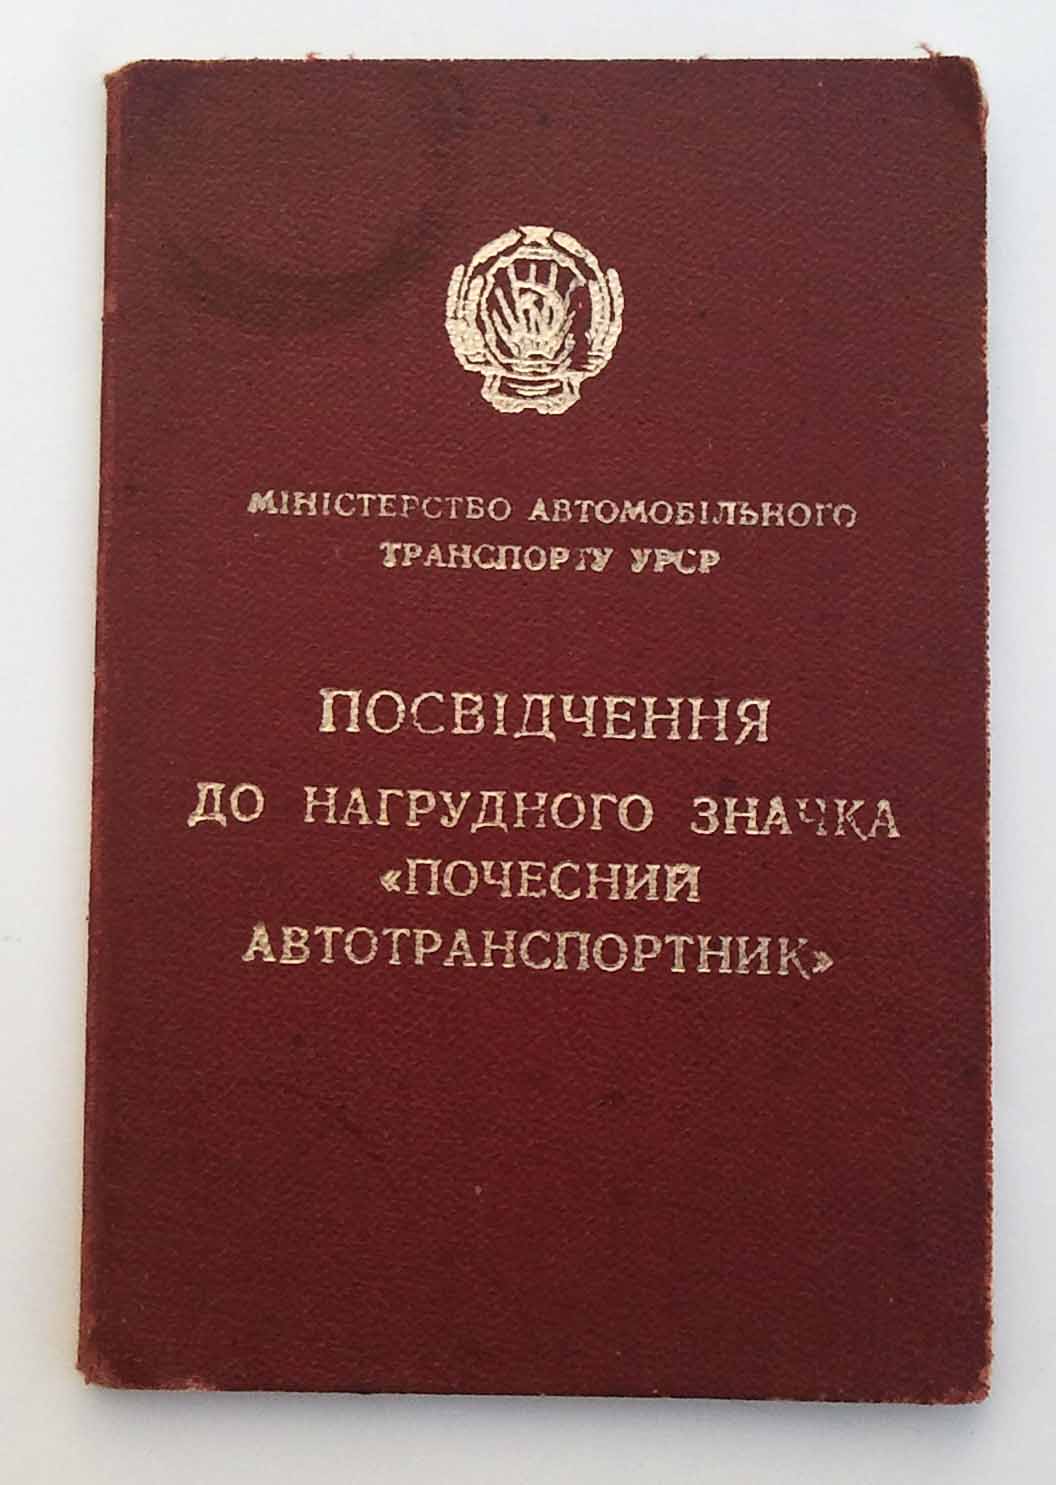 МІНІСТЕРСТВО АВТОМОБІЛЬНОГО
ТРАНСПОРТУ УРСР
ПОСВІДЧЕННЯ
ДО НАГРУДНОГО ЗНАЧКА
«ПОЧЕСНИЙ
АВТОТРАНСПОРТНИК»